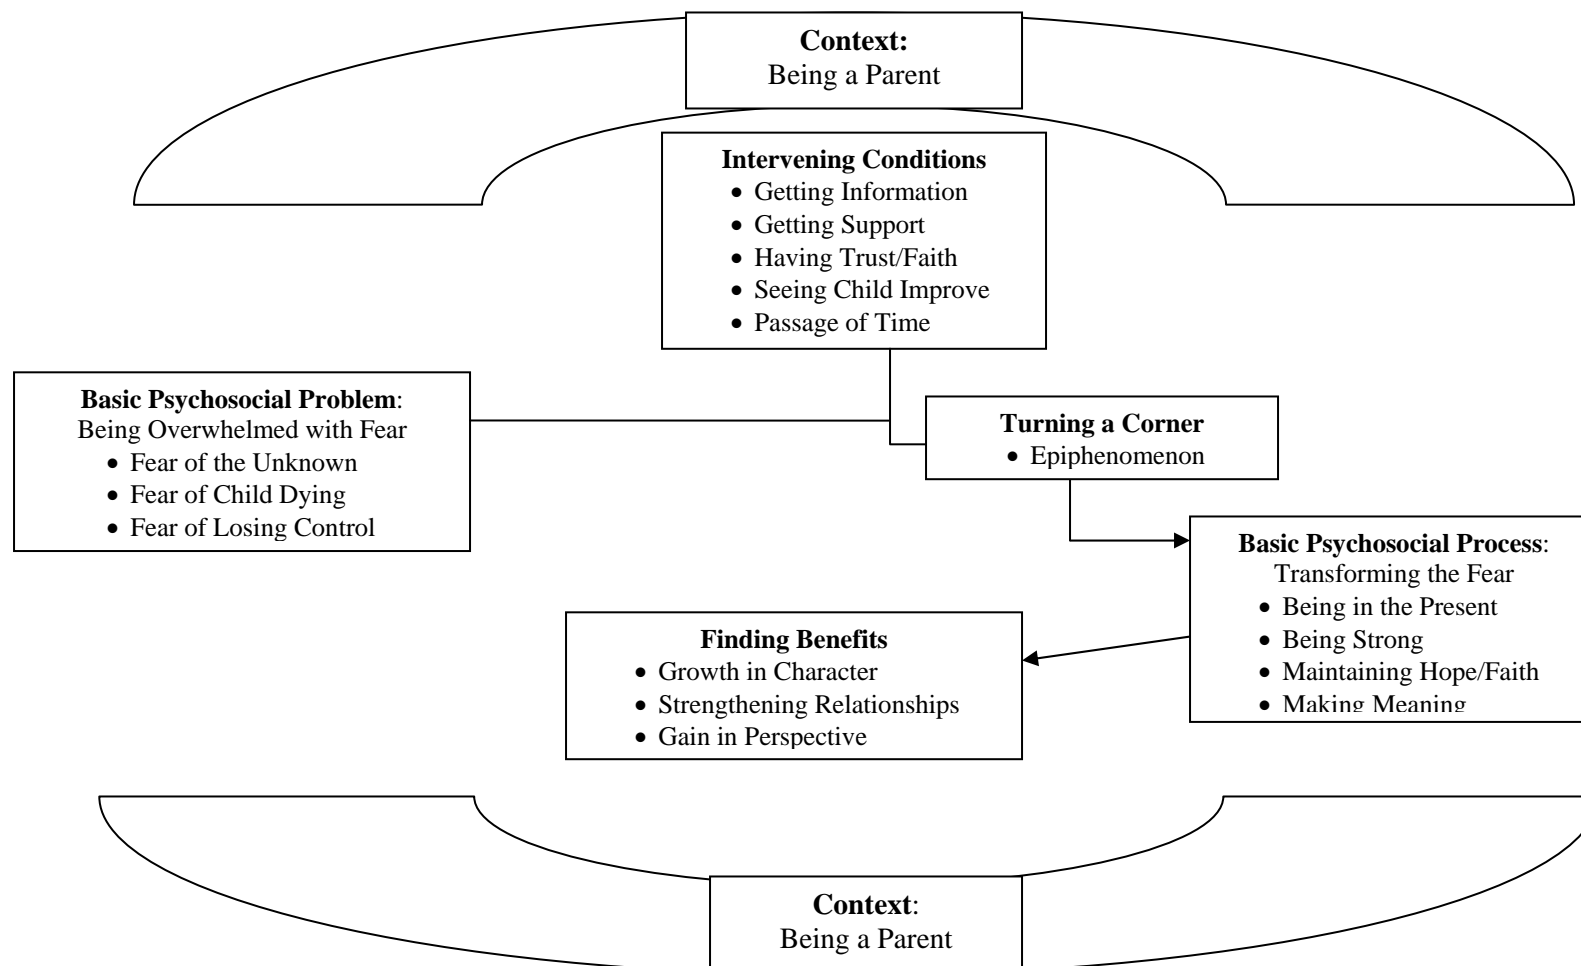 Context:
Being a Parent
Intervening Conditions
• Getting Information
• Getting Support
• Having Trust/Faith
• Seeing Child Improve
• Passage of Time
Basic Psychosocial Problem:
Being Overwhelmed with Fear
• Fear of the Unknown
• Fear of Child Dying
• Fear of Losing Control
Turning a Corner
• Epiphenomenon
Basic Psychosocial Process:
Transforming the Fear
• Being in the Present
• Being Strong
• Maintaining Hope/Faith
• Making Meaning
Finding Benefits
• Growth in Character
• Strengthening Relationships
• Gain in Perspective
Context:
Being a Parent